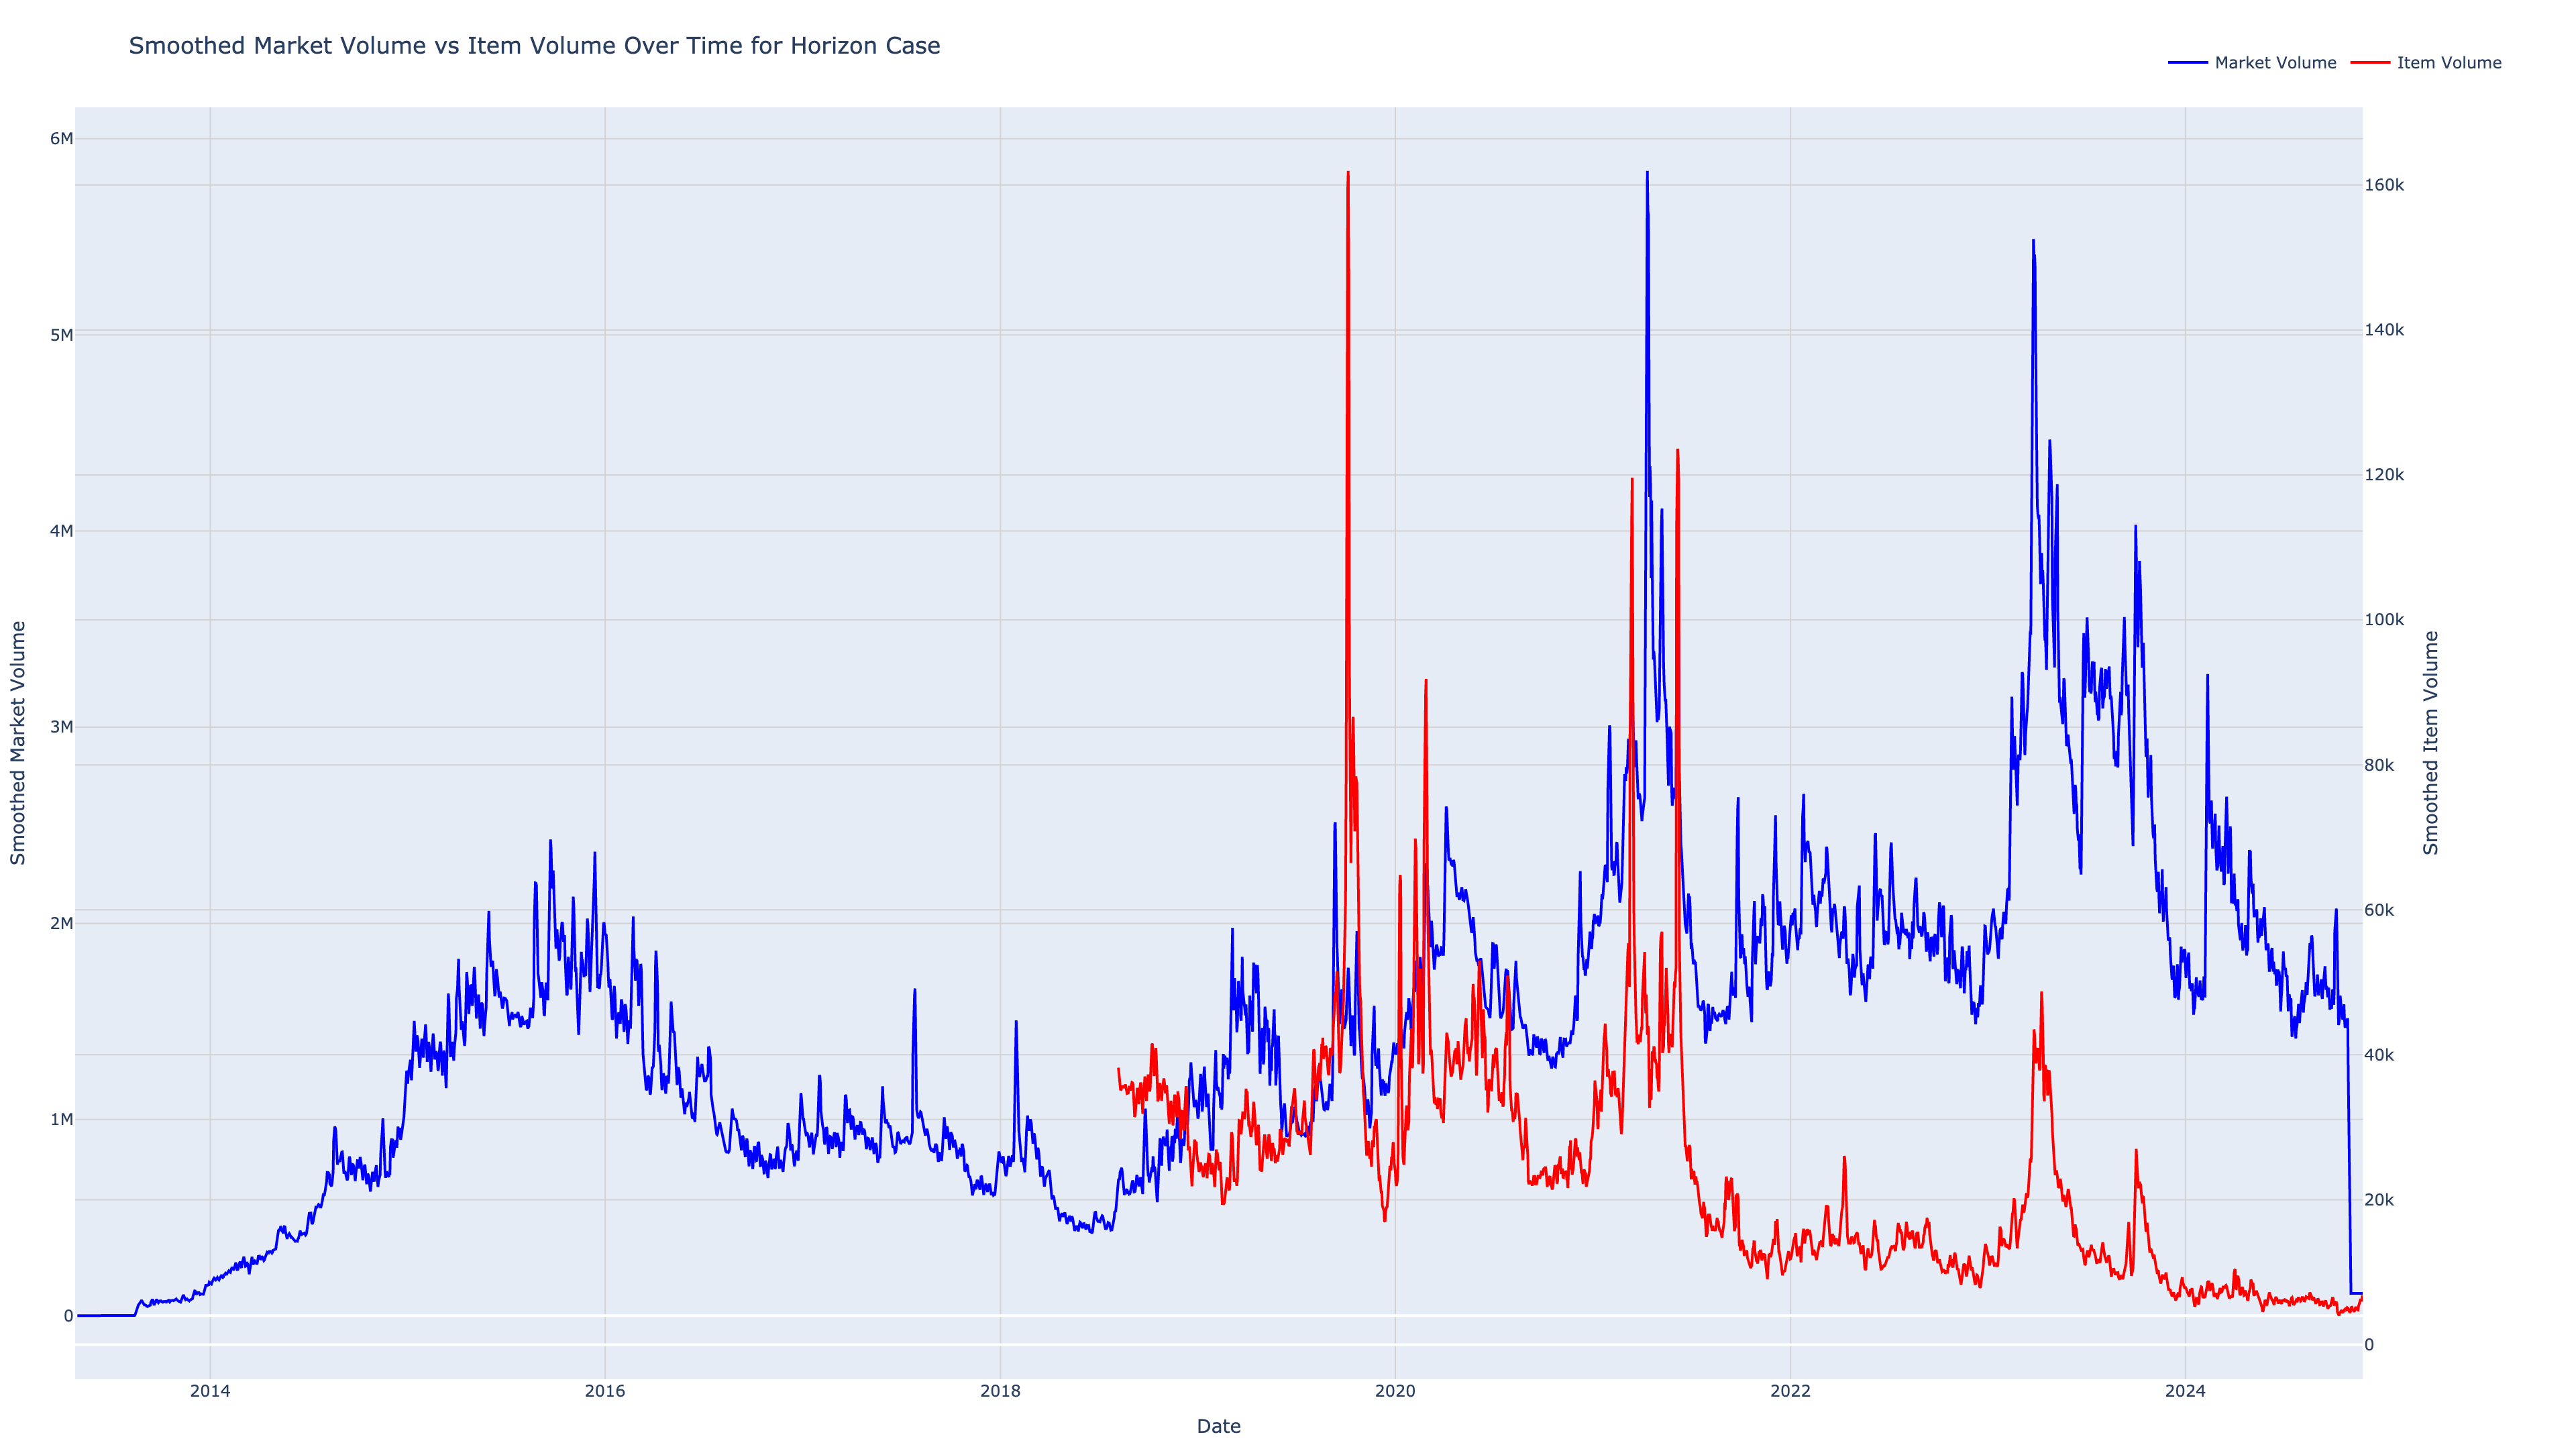 Smoothed Market Volume vs Item Volume Over Time for Horizon Case
Market Volume
Item Volume
6M
5M
4M
3M
2M
1M
0
Smoothed Market Volume
160k
140k
120k
100k
80k
60k
40k
20k
0
Smoothed Item Volume
2014
2016
2018
2020
2022
2024
Date